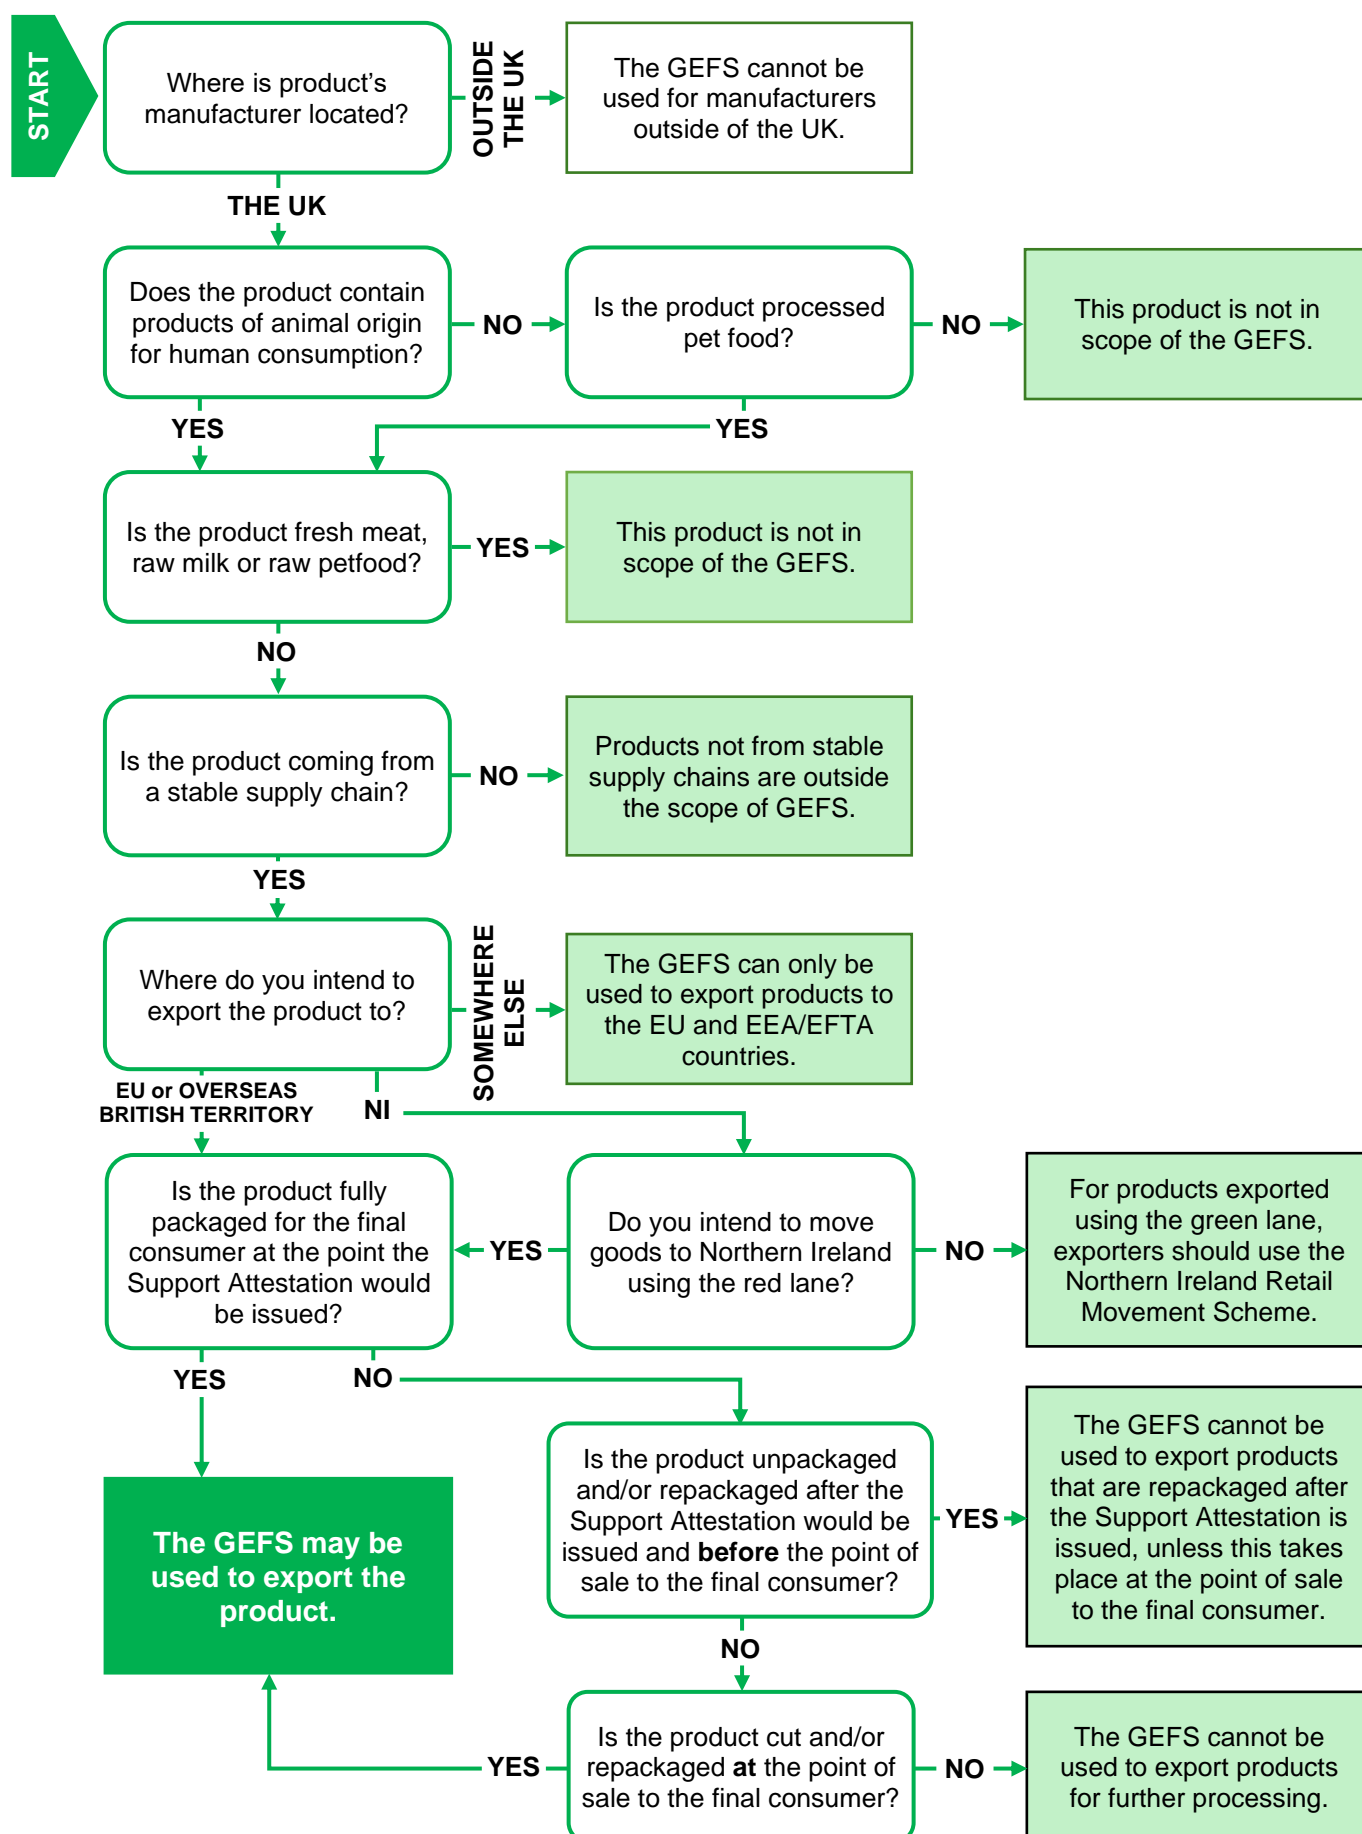 START
Where is product's
manufacturer located?
OUTSIDE
THE UK
The GEFS cannot be
used for manufacturers
outside of the UK.
THE UK
Does the product contain
products of animal origin
for human consumption?
NO
Is the product processed
pet food?
NO
This product is not in
scope of the GEFS.
YES
YES
Is the product fresh meat,
raw milk or raw petfood?
YES
This product is not in
scope of the GEFS.
NO
Is the product coming from
a stable supply chain?
NO
Products not from stable
supply chains are outside
the scope of GEFS.
YES
Where do you intend to
export the product to?
SOMEWHERE
ELSE
The GEFS can only be
used to export products to
the EU and EEA/EFTA
countries.
EU or OVERSEAS
BRITISH TERRITORY
NI
Is the product fully
packaged for the final
consumer at the point the
Support Attestation would
be issued?
YES
Do you intend to move
goods to Northern Ireland
using the red lane?
NO
For products exported
using the green lane,
exporters should use the
Northern Ireland Retail
Movement Scheme.
YES
NO
The GEFS may be
used to export the
product.
Is the product unpackaged
and/or repackaged after the
Support Attestation would be
issued and before the point of
sale to the final consumer?
YES
The GEFS cannot be
used to export products
that are repackaged after
the Support Attestation is
issued, unless this takes
place at the point of sale
to the final consumer.
NO
YES
Is the product cut and/or
repackaged at the point of
sale to the final consumer?
NO
The GEFS cannot be
used to export products
for further processing.